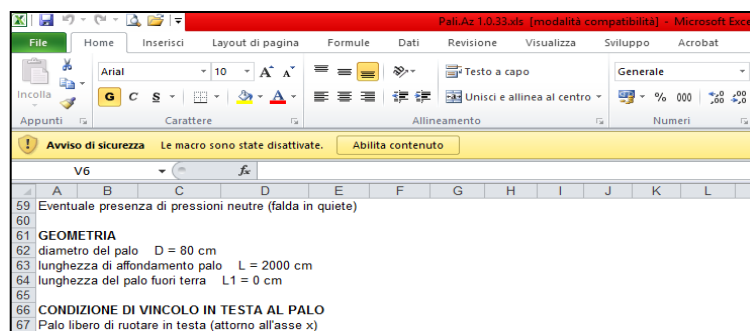 Pali.Az 1.0.33.xls [modalità compatibilità] - Microsoft Exce
File Home Inserisci Layout di pagina Formule Dati Revisione Visualizza Sviluppo Acrobat
Arial 10 A A Testo a capo Generale
Incolla G C S A Unisci e allinea al centro % 000
Appunti Carattere Allineamento Numeri
Avviso di sicurezza Le macro sono state disattivate. Abilita contenuto
V6 fx
A B C D E F G H I J K L
59 Eventuale presenza di pressioni neutre (falda in quiete)
60
61 GEOMETRIA
62 diametro del palo D = 80 cm
63 lunghezza di affondamento palo L = 2000 cm
64 lunghezza del palo fuori terra L1 = 0 cm
65
66 CONDIZIONE DI VINCOLO IN TESTA AL PALO
67 Palo libero di ruotare in testa (attorno all'asse x)